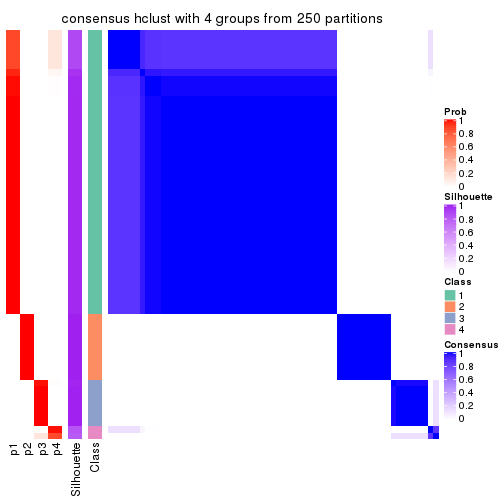 consensus hclust with 4 groups from 250 partitions
Prob
1
0.8
0.6
0.4
0.2
0
Silhouette
1
0.8
0.6
0.4
0.2
0
Class
1
2
3
4
Consensus
1
0.8
0.6
0.4
0.2
0
p1
p2
p3
p4
Silhouette
Class